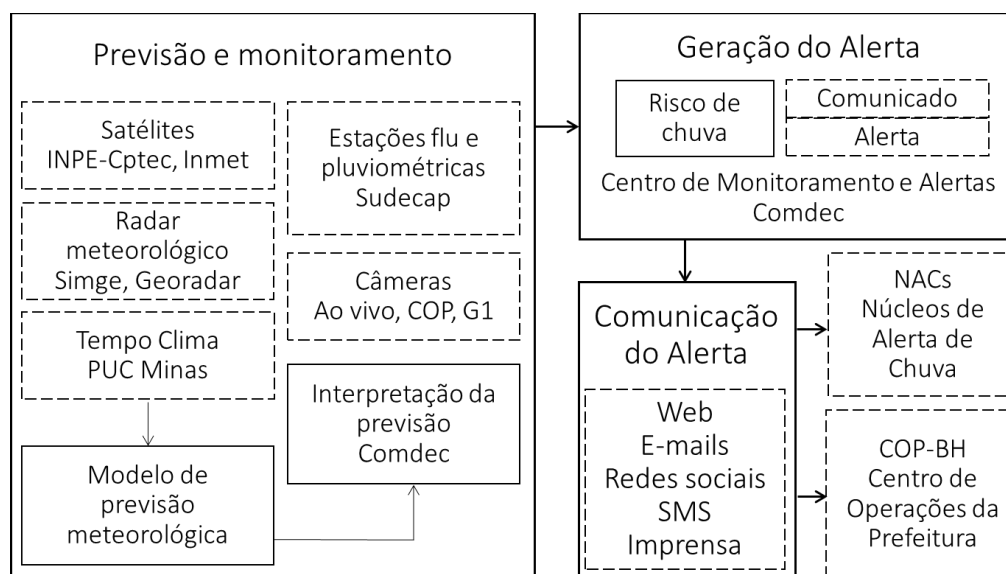 Previsão e monitoramento
Satélites
INPE-Cptec, Inmet
Radar
meteorológico
Simge, Georadar
Tempo Clima
PUC Minas
Modelo de
previsão
meteorológica
Estações flu e
pluviométricas
Sudecap
Câmeras
Ao vivo, COP, G1
Interpretação da
previsão
Comdec
Geração do Alerta
Risco de
chuva
Comunicado
Alerta
Centro de Monitoramento e Alertas
Comdec
Comunicação
do Alerta
Web
E-mails
Redes sociais
SMS
Imprensa
NACs
Núcleos de
Alerta de
Chuva
COP-BH
Centro de
Operações da
Prefeitura